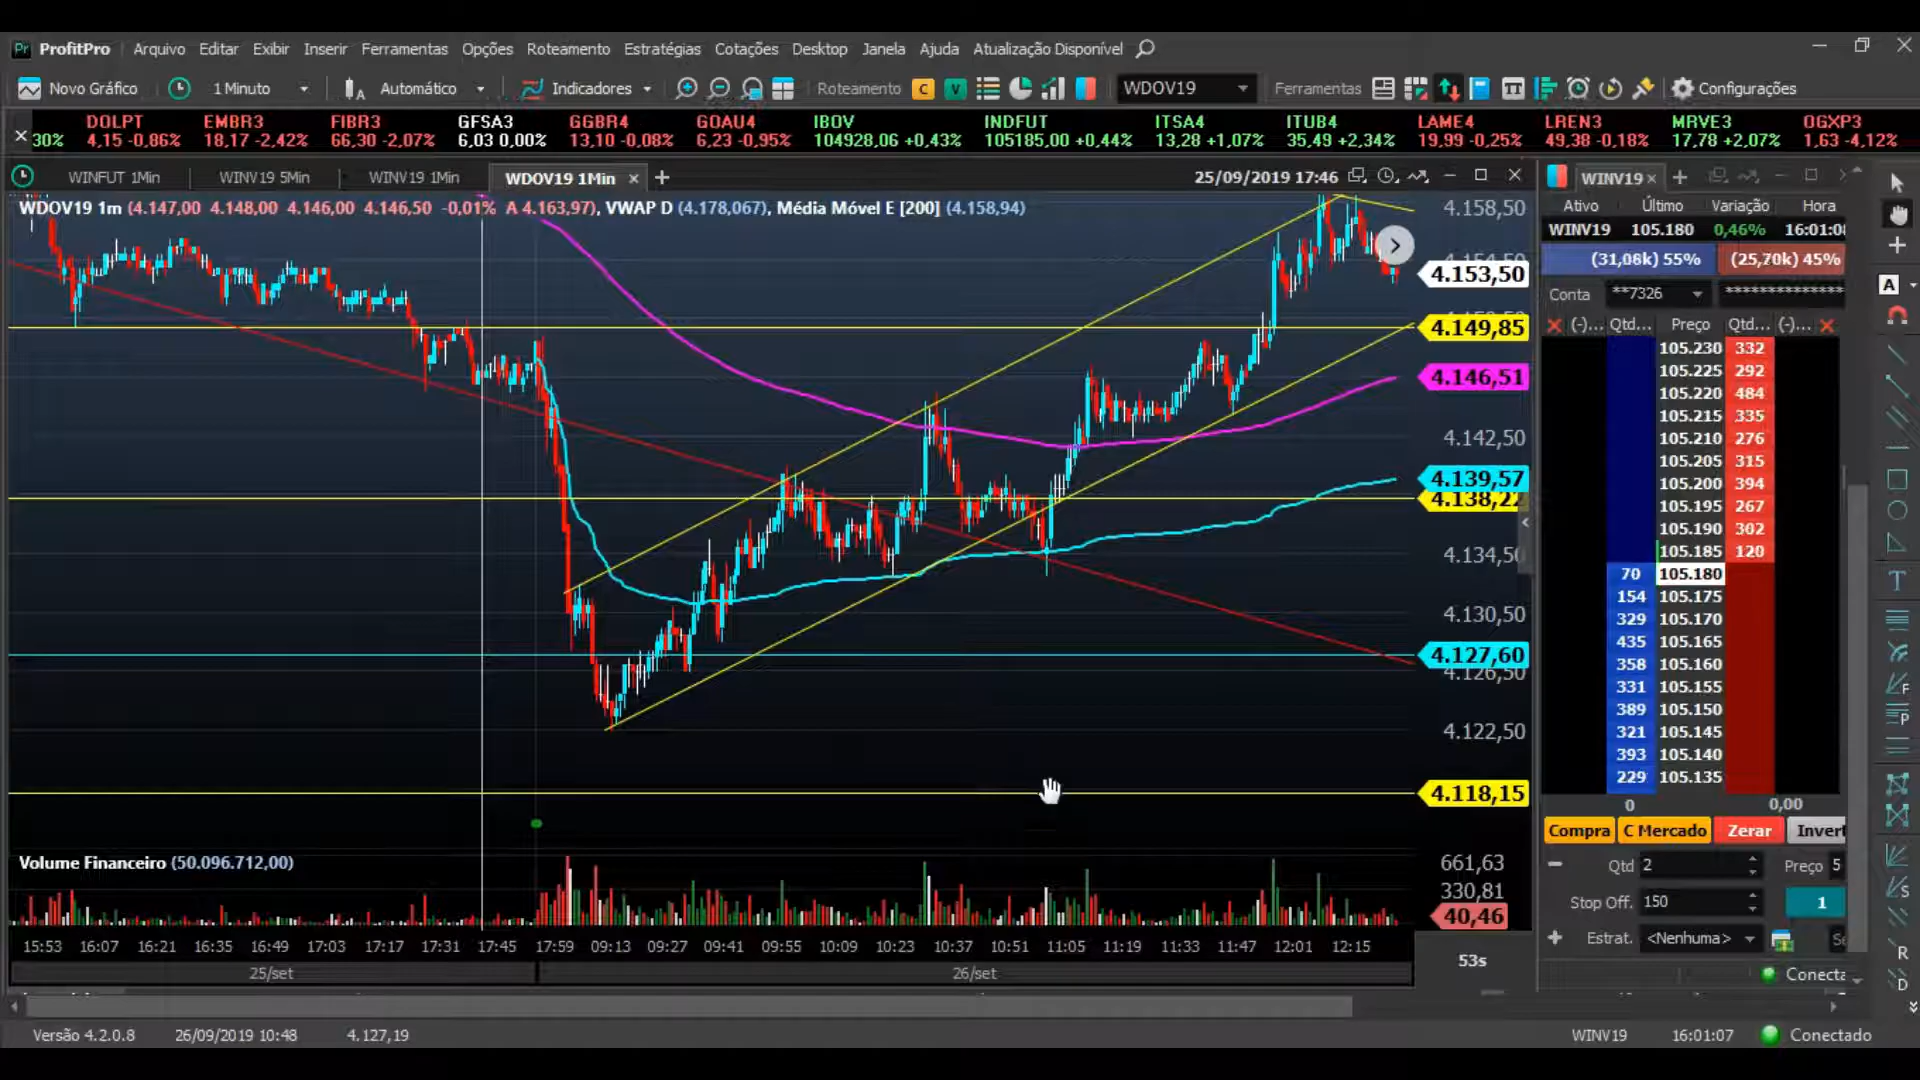 ProfitPro Arquivo Editar Exibir Inserir Ferramentas Opções Roteamento Estratégias Cotações Desktop Janela Ajuda Atualização Disponível
Novo Gráfico 1 Minuto Automático Indicadores Roteamento C V WDOV19 Ferramentas Configurações
DOLPT EMBR3 FIBR3 GFSA3 GGBR4 GOAU4 IBOV INDFUT ITSA4 ITUB4 LAME4 LREN3 MRVE3 OGXP3
30% 4,15 -0,86% 18,17 -2,42% 66,30 -2,07% 6,03 0,00% 13,10 -0,08% 6,23 -0,95% 104928,06 +0,43% 105185,00 +0,44% 13,28 +1,07% 35,49 +2,34% 19,99 -0,25% 49,38 -0,18% 17,78 +2,07% 1,63 -4,12%
WINFUT 1Min WINV19 5Min WINV19 1Min WDOV19 1Min 25/09/2019 17:46
WDOV19 1m (4.147,00 4.148,00 4.146,00 4.146,50 -0,01% A 4.163,97), VWAP D (4.178,067), Média Móvel E [200] (4.158,94)
4.158,50
4.153,50
4.149,85
4.146,51
4.142,50
4.139,57
4.134,50
4.130,50
4.127,60
4.126,50
4.122,50
4.118,15
Volume Financeiro (50.096.712,00)
661,63
330,81
40,46
15:53 16:07 16:21 16:35 16:49 17:03 17:17 17:31 17:45 17:59 09:13 09:27 09:41 09:55 10:09 10:23 10:37 10:51 11:05 11:19 11:33 11:47 12:01 12:15
25/set 26/set
53s
WINV19
Ativo Último Variação Hora
WINV19 105.180 0,46% 16:01:08
(31,08k) 55% (25,70k) 45%
Conta **7326 **************
(-)... Qtd... Preço Qtd... (-)...
105.230 332
105.225 292
105.220 484
105.215 335
105.210 276
105.205 315
105.200 394
105.195 267
105.190 302
105.185 120
70 105.180
154 105.175
329 105.170
435 105.165
358 105.160
331 105.155
389 105.150
321 105.145
393 105.140
229 105.135
0 0,00
Compra C Mercado Zerar Invert
Qtd 2 Preço 5
Stop Off. 150 1
Estrat. <Nenhuma>
Conecta
Versão 4.2.0.8 26/09/2019 10:48 4.127,19 WINV19 16:01:07 Conectado